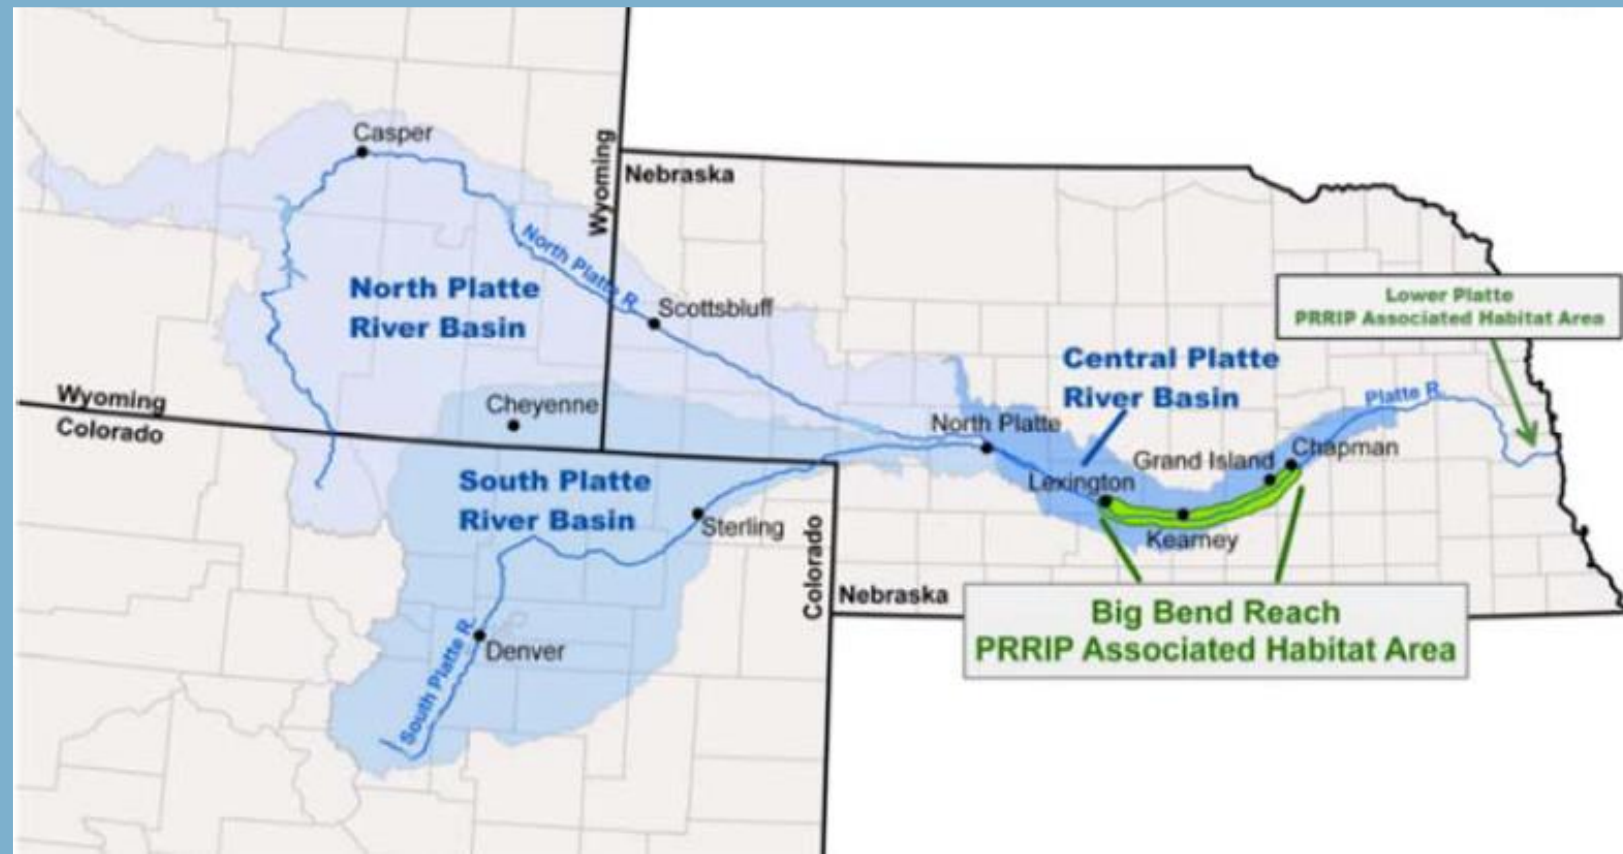 Casper
Wyoming
Nebraska
North Platte R.
North Platte
River Basin
Scottsbluff
Lower Platte
PRRIP Associated Habitat Area
Central Platte
River Basin
Platte R.
Wyoming
Colorado
Cheyenne
North Platte
Chapman
Grand Island
Lexington
South Platte
River Basin
Sterling
Kearney
Colorado
Nebraska
Big Bend Reach
PRRIP Associated Habitat Area
Denver
South Platte R.